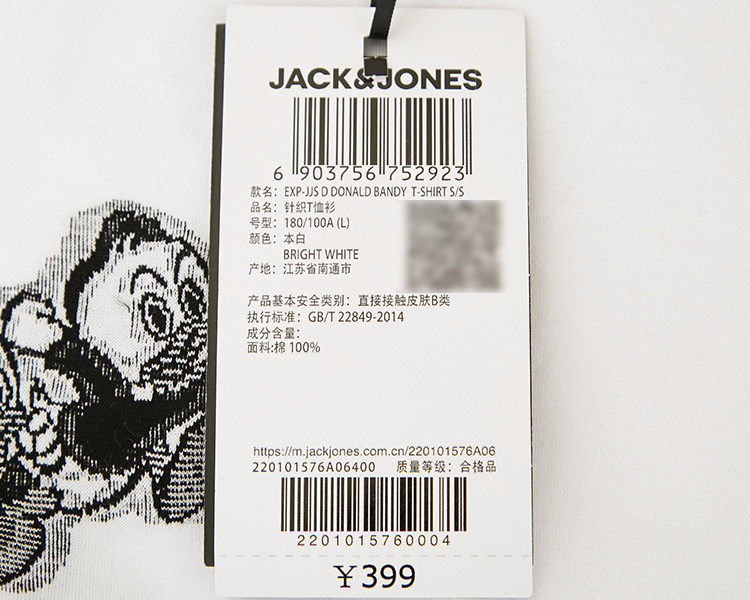 JACK&JONES
6 903756 752923
款名: EXP-JJS D DONALD BANDY T-SHIRT S/S
品名: 针织T恤衫
号型: 180/100A (L)
颜色: 本白
BRIGHT WHITE
产地: 江苏省南通市
产品基本安全类别: 直接接触皮肤B类
执行标准: GB/T 22849-2014
成分含量:
面料:棉 100%
https://m.jackjones.com.cn/220101576A06
220101576A06400 质量等级: 合格品
2201015760004
￥399